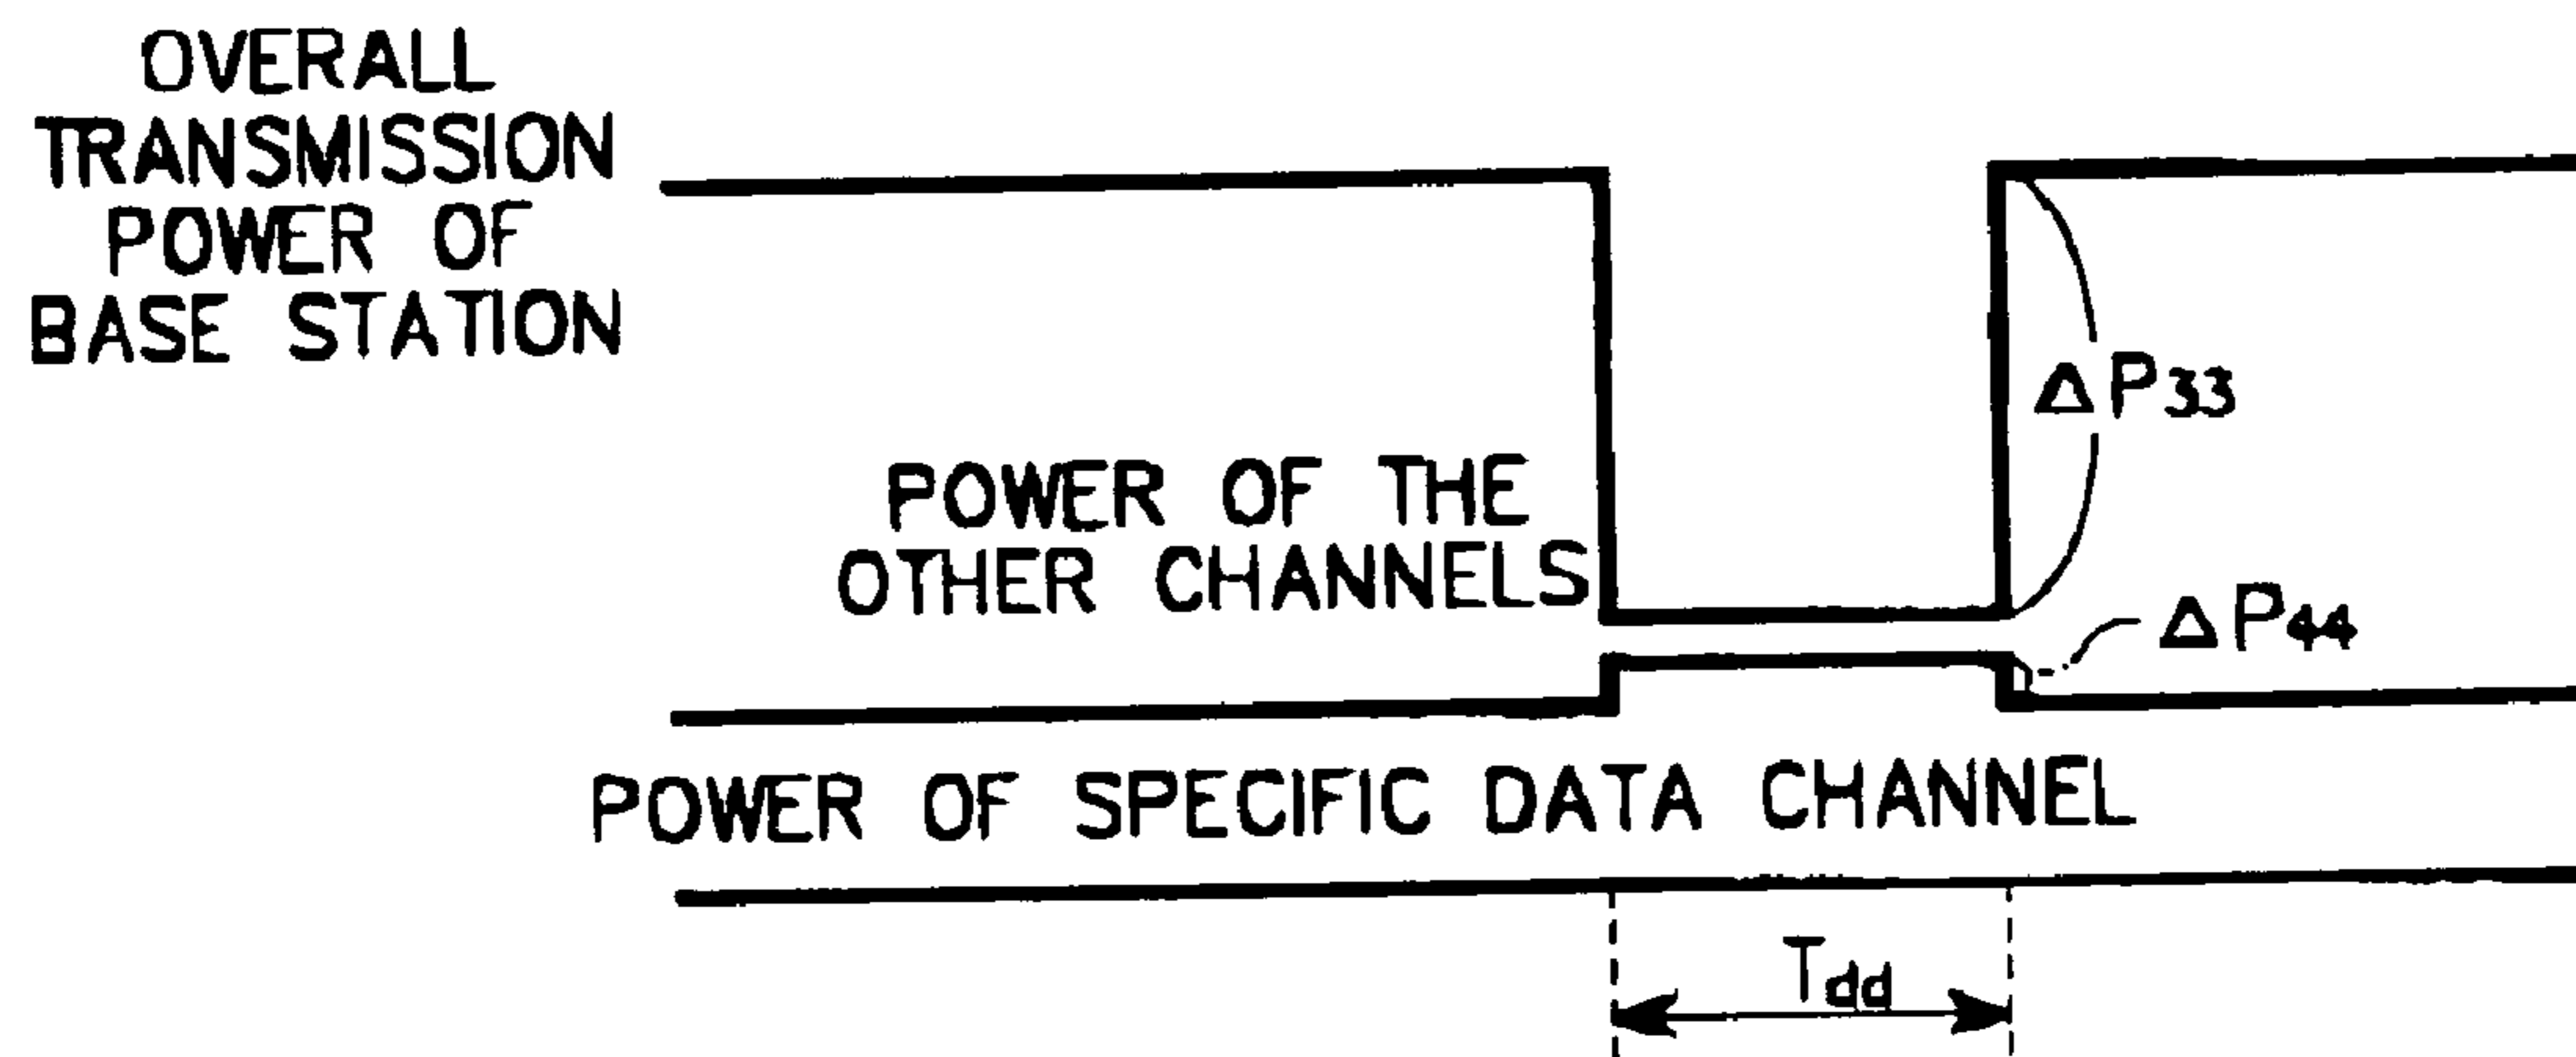 OVERALL
TRANSMISSION
POWER OF
BASE STATION
ΔP33
POWER OF THE
OTHER CHANNELS
ΔP44
POWER OF SPECIFIC DATA CHANNEL
Tdd